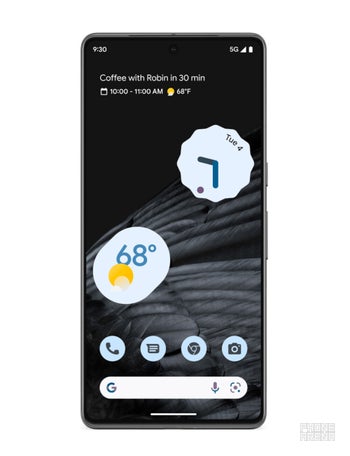 9:30
5G
Coffee with Robin in 30 min
10:00 - 11:00 AM 68°F
Tue 4
68°
G
PHONE
ARENA